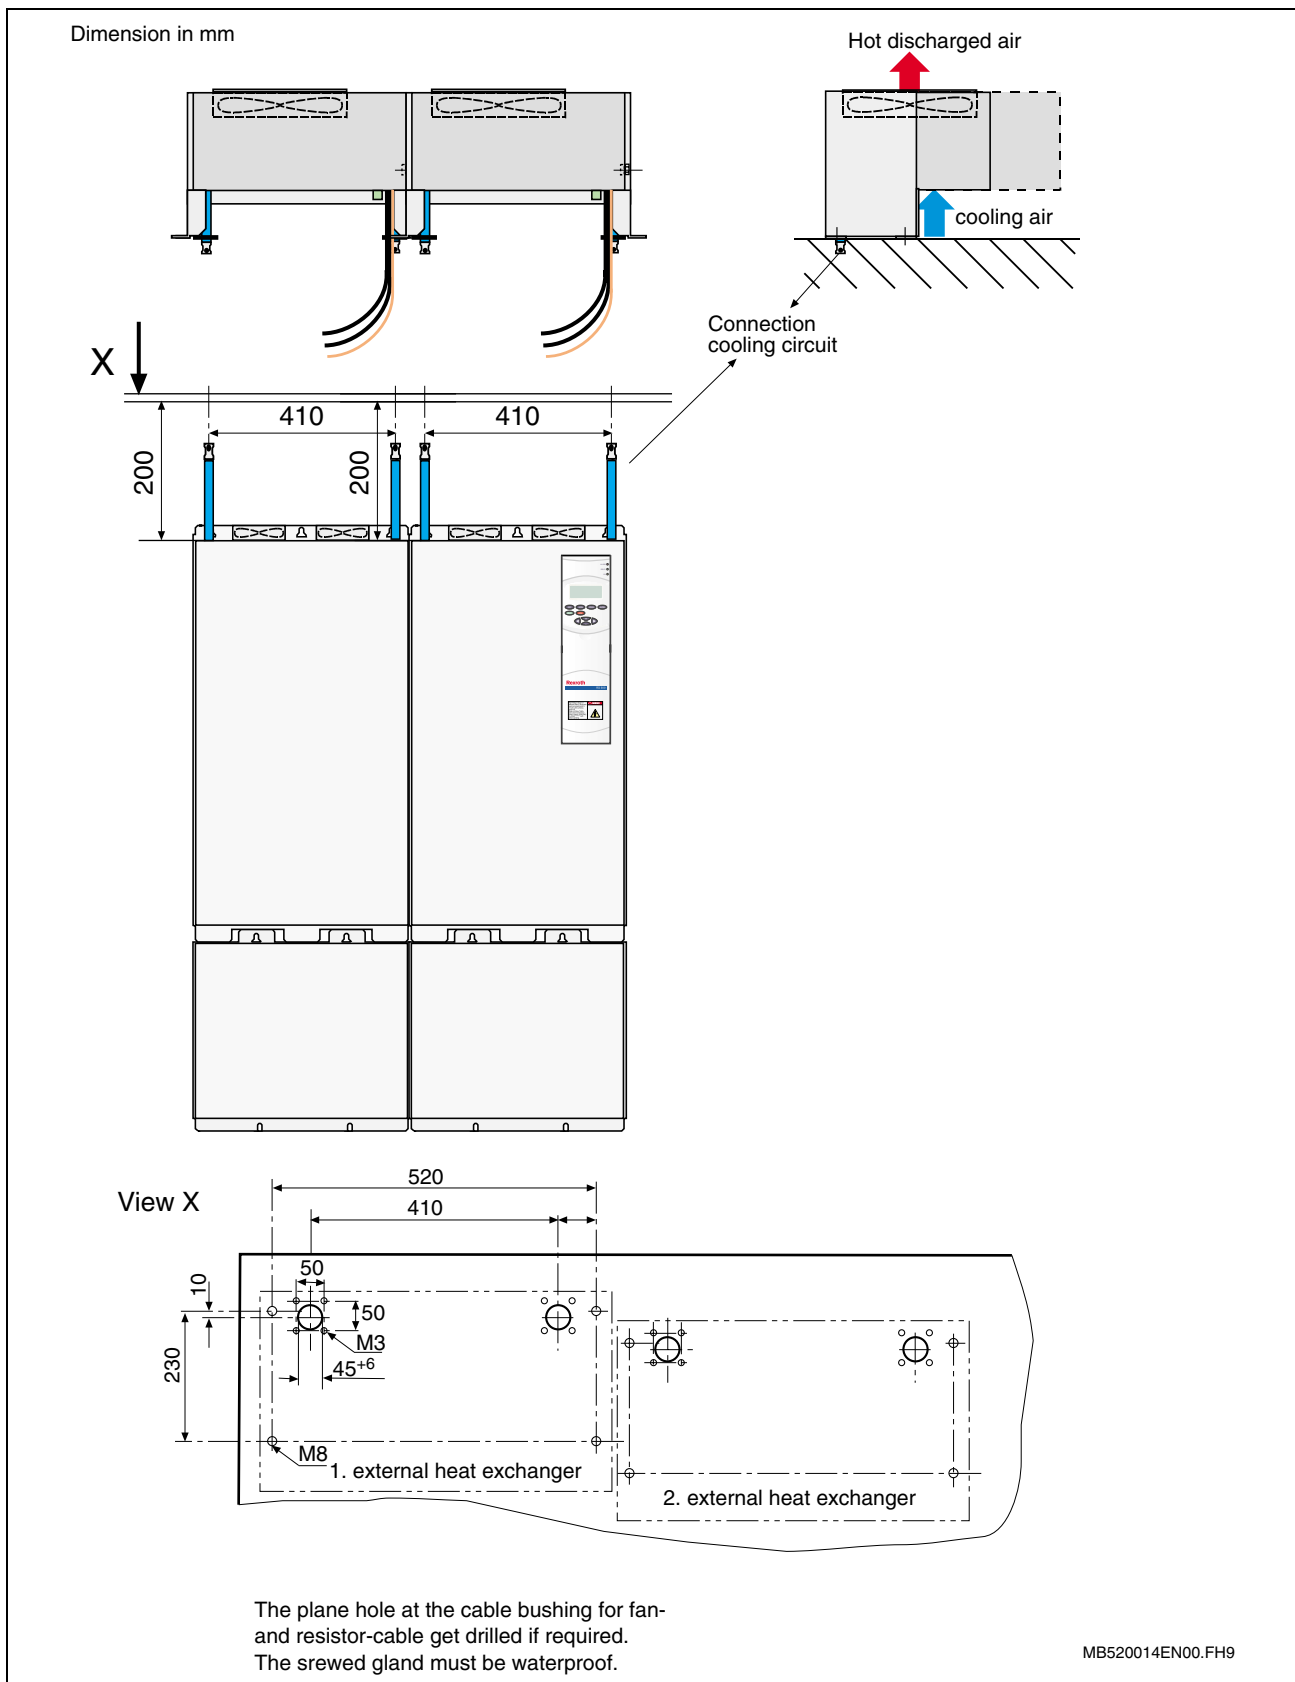 Dimension in mm
Hot discharged air
cooling air
Connection
cooling circuit
X
410
410
200
200
Rexroth
View X
520
410
10
50
50
M3
230
45+6
M8
1. external heat exchanger
2. external heat exchanger
The plane hole at the cable bushing for fan-
and resistor-cable get drilled if required.
The srewed gland must be waterproof.
MB520014EN00.FH9